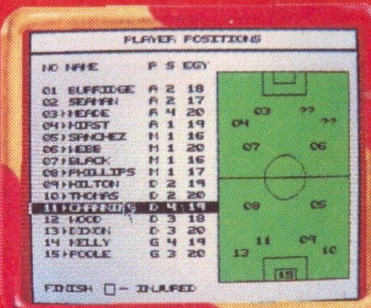 PLAYER POSITIONS
NO NAME P S EGY
01 BURRIDGE A 2 18
02 SEAMAN A 2 17
03›MEADE A 4 20
04›HIRST A 1 19
05›SANCHEZ M 1 16
06›WEBB M 1 20
07›BLACK M 1 16
08›PHILLIPS M 1 17
09›HILTON D 2 19
10›THOMAS D 2 20
11›CHANNING D 4 19
12 WOOD D 3 18
13›DIXON D 3 20
14 KELLY G 4 19
15›POOLE G 3 20
FINISH □- INJURED
03 ??
04 ??
07 06
08 05
11 09
13 10
15